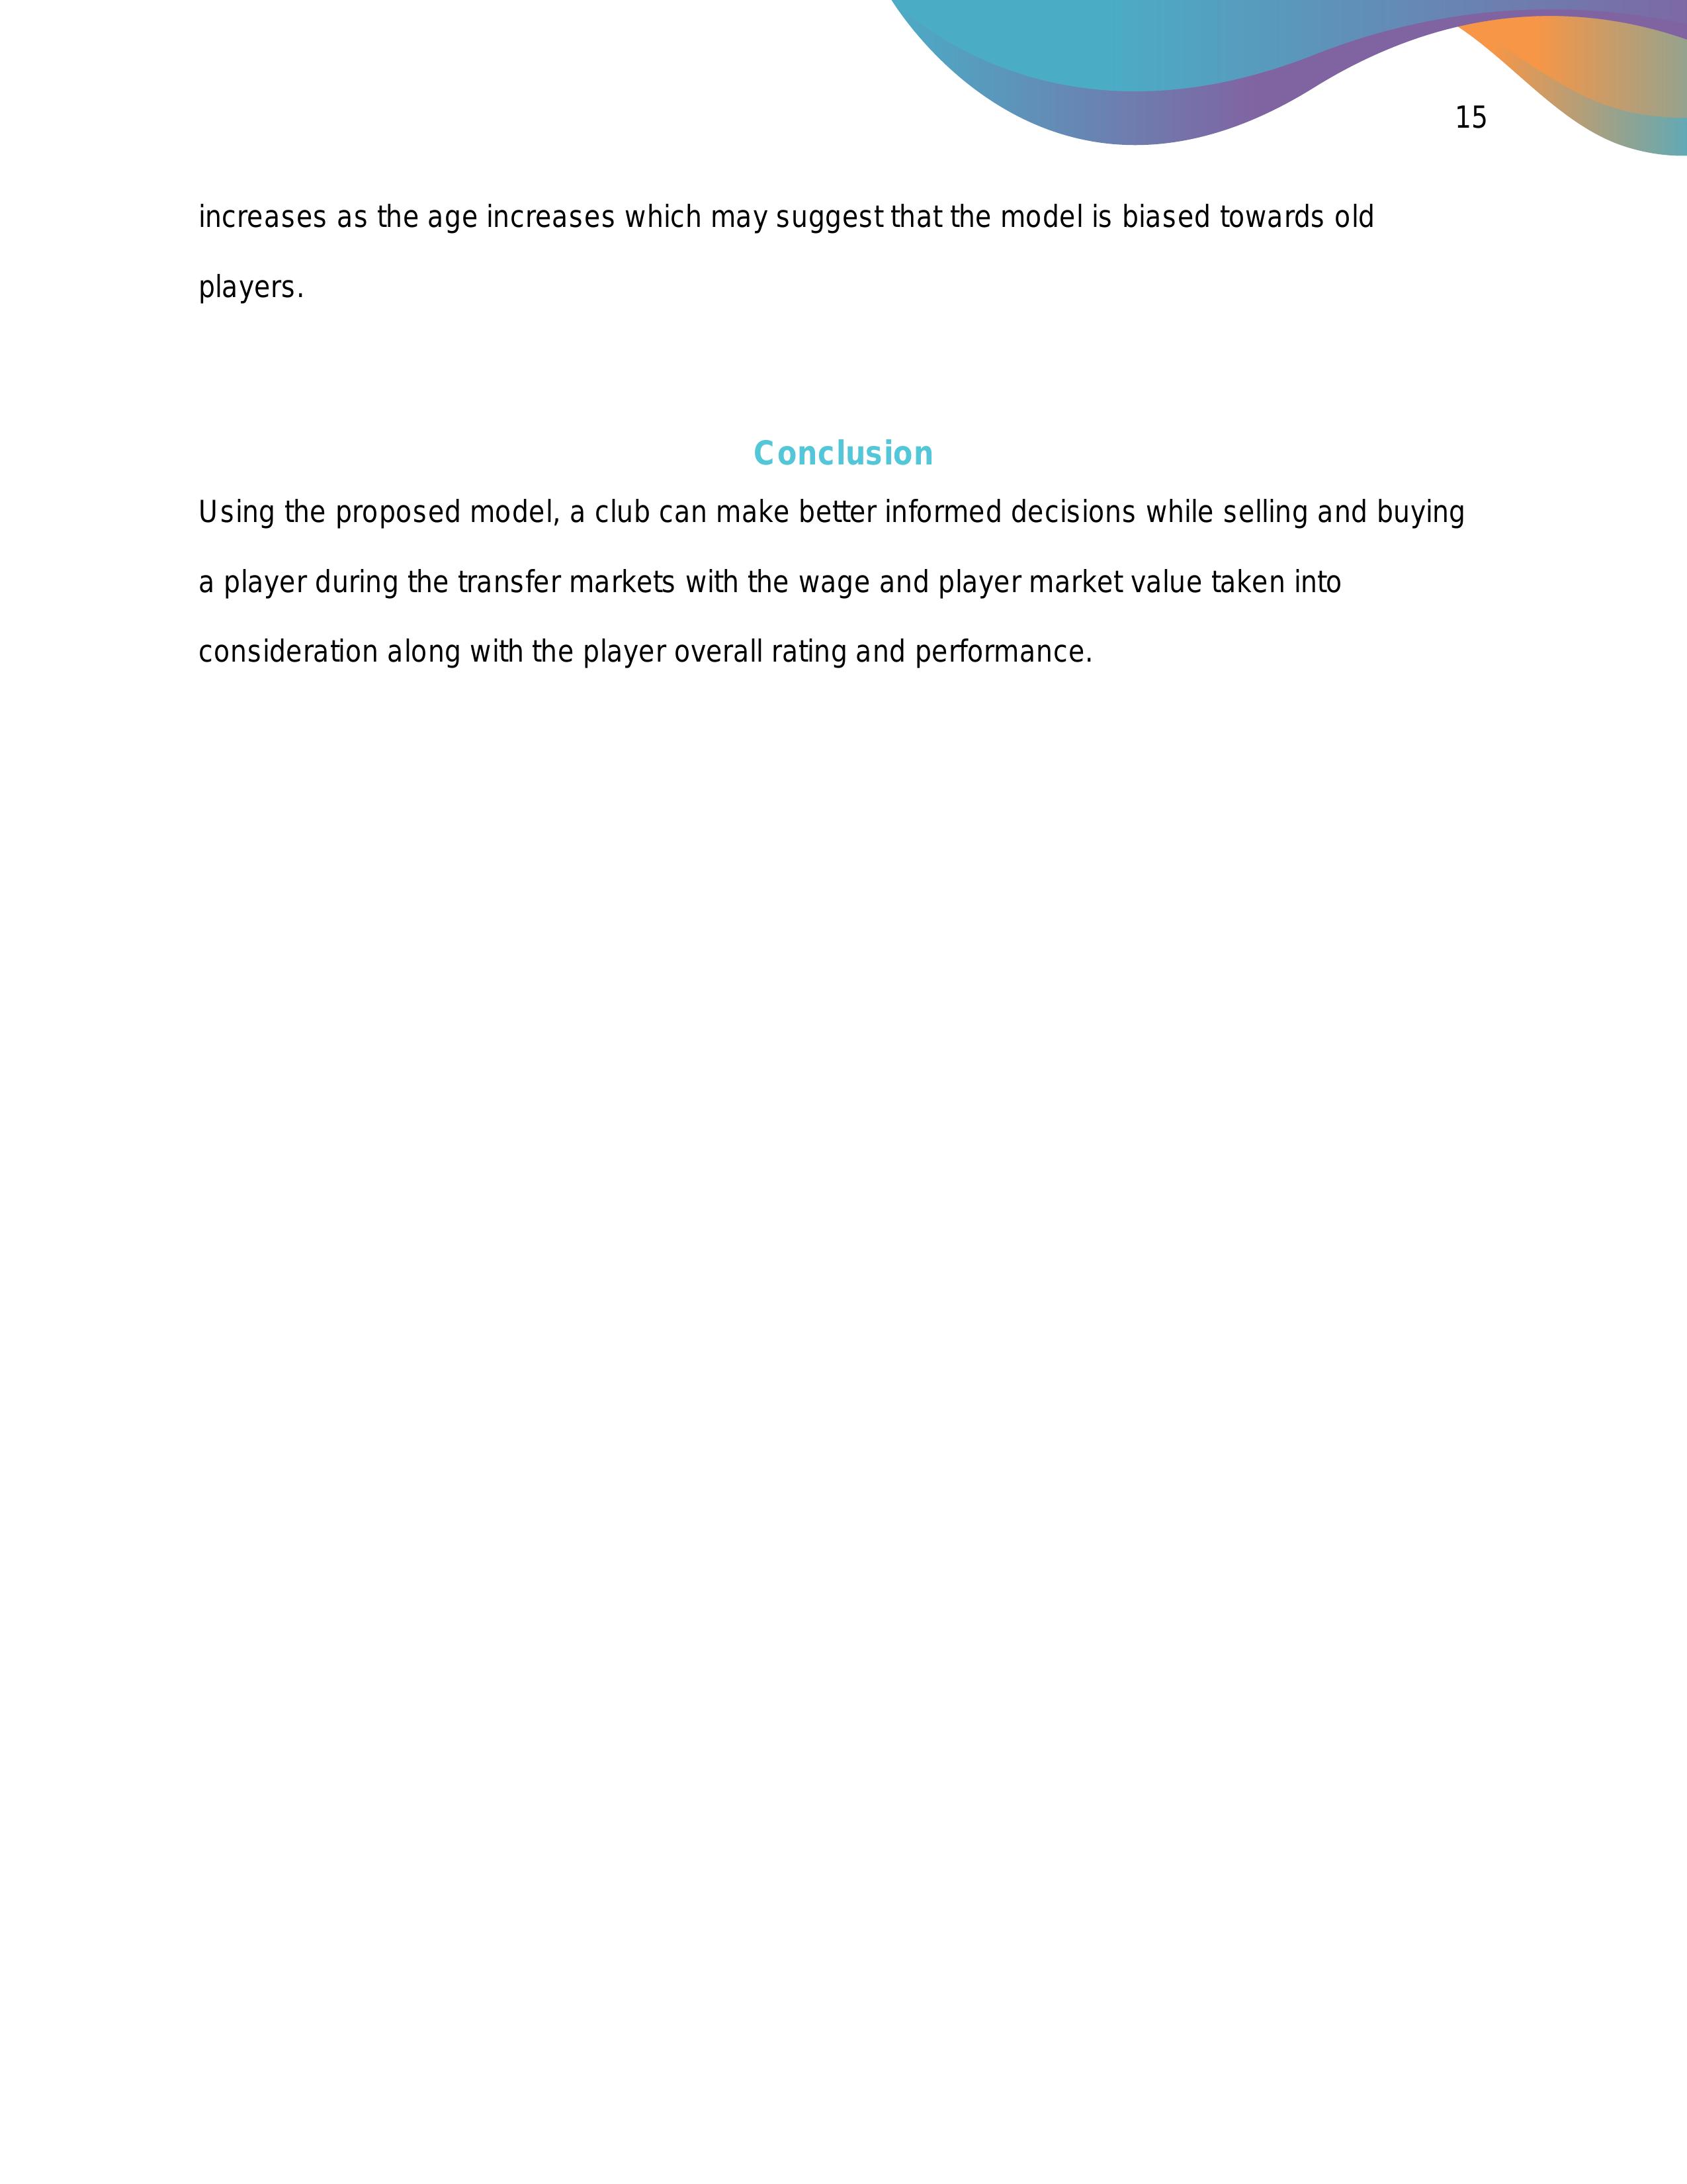 15
increases as the age increases which may suggest that the model is biased towards old
players.
Conclusion
Using the proposed model, a club can make better informed decisions while selling and buying
a player during the transfer markets with the wage and player market value taken into
consideration along with the player overall rating and performance.